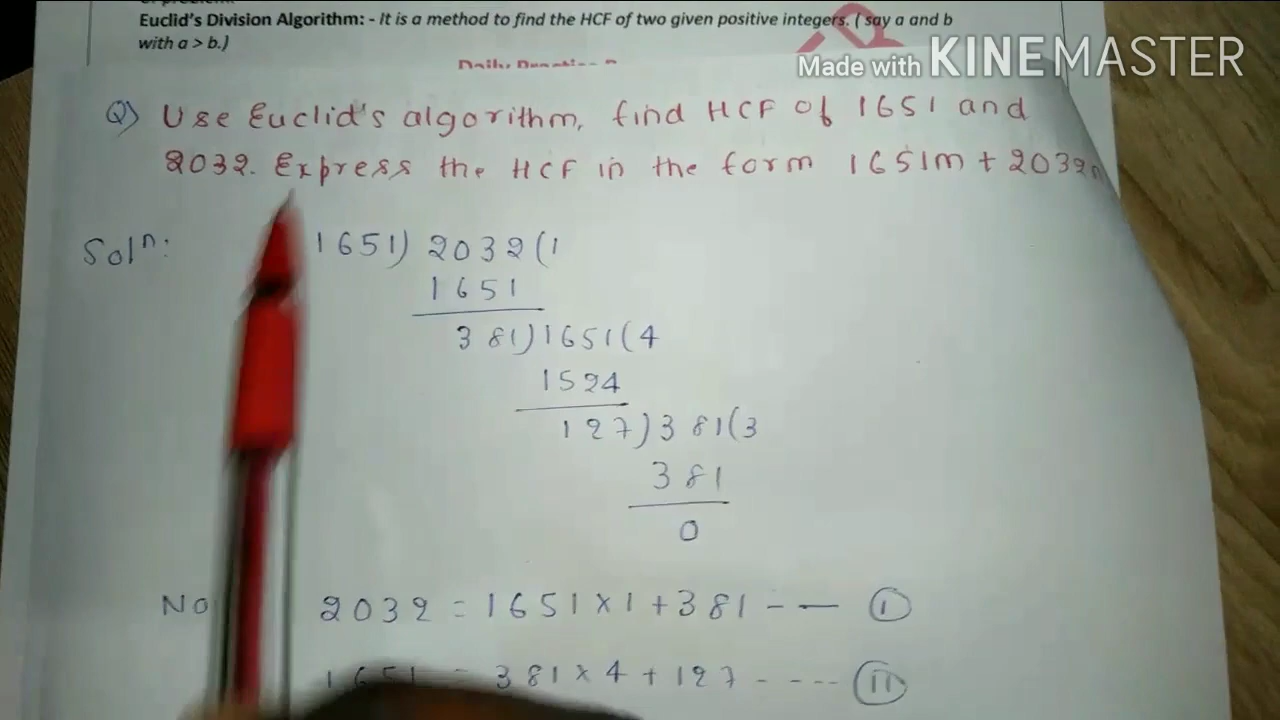 Euclid's Division Algorithm: - It is a method to find the HCF of two given positive integers. ( say a and b
with a > b.)
Made with KINEMASTER
Q) Use Euclid's algorithm, find HCF of 1651 and
2032. Express the HCF in the form 1651m + 2032n
Solⁿ: 1651) 2032 (1
1651
381) 1651 (4
1524
127) 381 (3
381
0
No 2032 = 1651 × 1 + 381 - — (i)
1651 = 381 × 4 + 127 - - - - - (ii)